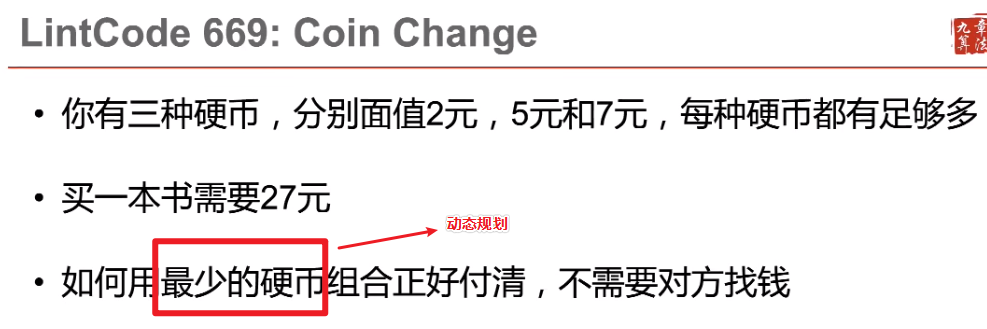 LintCode 669: Coin Change
九章算法
• 你有三种硬币，分别面值2元，5元和7元，每种硬币都有足够多
• 买一本书需要27元
动态规划
• 如何用最少的硬币组合正好付清，不需要对方找钱